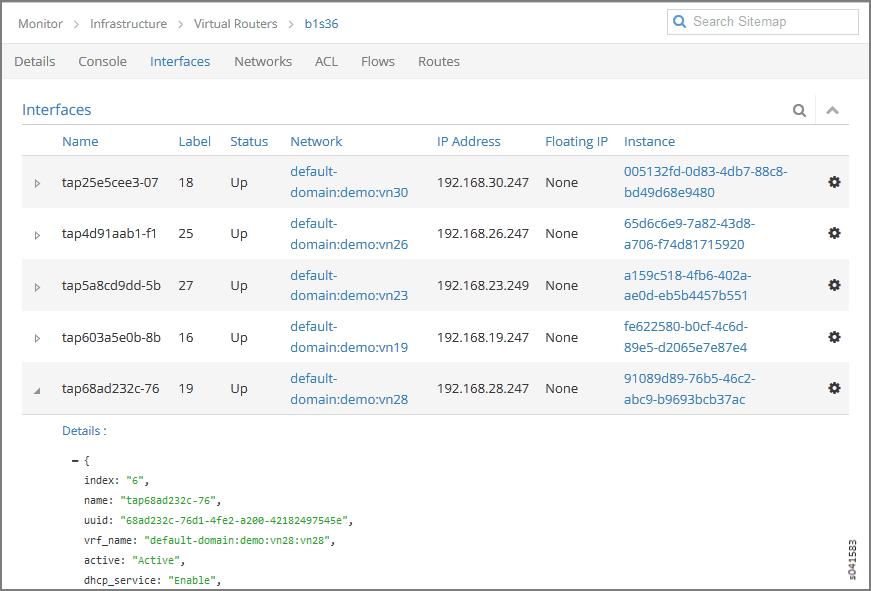 Monitor > Infrastructure > Virtual Routers > b1s36
Search Sitemap
Details Console Interfaces Networks ACL Flows Routes
Interfaces
Name Label Status Network IP Address Floating IP Instance
tap25e5cee3-07 18 Up default-domain:demo:vn30 192.168.30.247 None 005132fd-0d83-4db7-88c8-bd49d68e9480
tap4d91aab1-f1 25 Up default-domain:demo:vn26 192.168.26.247 None 65d6c6e9-7a82-43d8-a706-f74d81715920
tap5a8cd9dd-5b 27 Up default-domain:demo:vn23 192.168.23.249 None a159c518-4fb6-402a-ae0d-eb5b4457b551
tap603a5e0b-8b 16 Up default-domain:demo:vn19 192.168.19.247 None fe622580-b0cf-4c6d-89e5-d2065e7e87e4
tap68ad232c-76 19 Up default-domain:demo:vn28 192.168.28.247 None 91089d89-76b5-46c2-abc9-b9693bcb37ac
Details :
– {
index: "6",
name: "tap68ad232c-76",
uuid: "68ad232c-76d1-4fe2-a200-42182497545e",
vrf_name: "default-domain:demo:vn28:vn28",
active: "Active",
dhcp_service: "Enable",
s041583